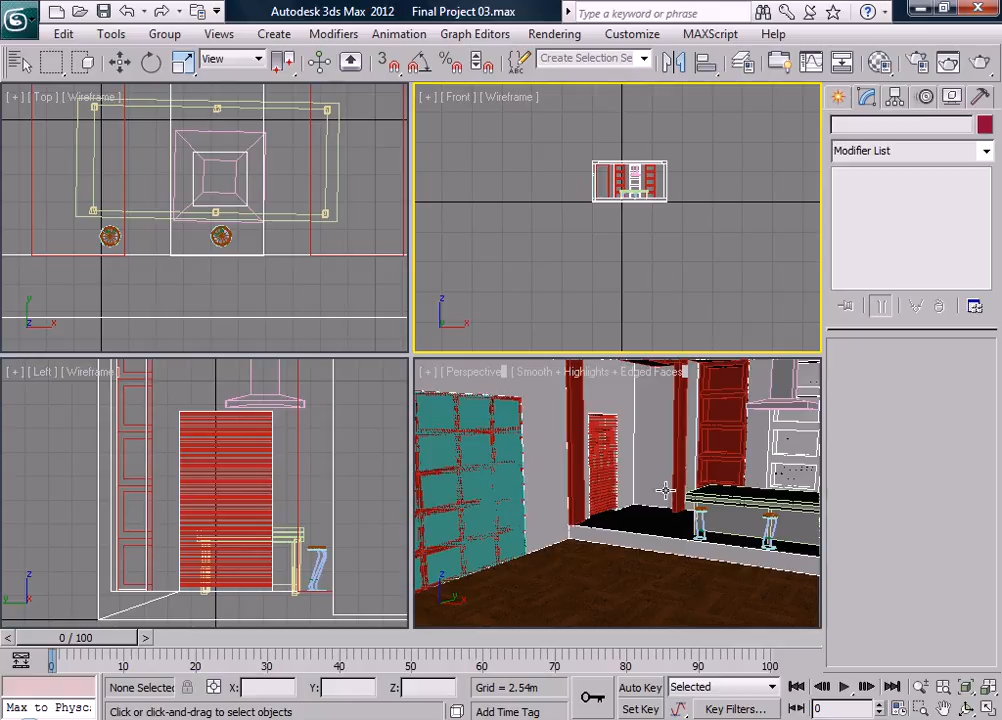 Autodesk 3ds Max 2012 Final Project 03.max
Type a keyword or phrase
Edit Tools Group Views Create Modifiers Animation Graph Editors Rendering Customize MAXScript Help
View
Create Selection Se
[ + ] [ Top ] [ Wireframe ]
[ + ] [ Front ] [ Wireframe ]
Modifier List
[ + ] [ Left ] [ Wireframe ]
[ + ] [ Perspective ] [ Smooth + Highlights + Edged Faces ]
0 / 100
0 10 20 30 40 50 60 70 80 90 100
None Selected X: Y: Z: Grid = 2.54m Auto Key Selected
Max to Physc
Click or click-and-drag to select objects Add Time Tag Set Key Key Filters... 0